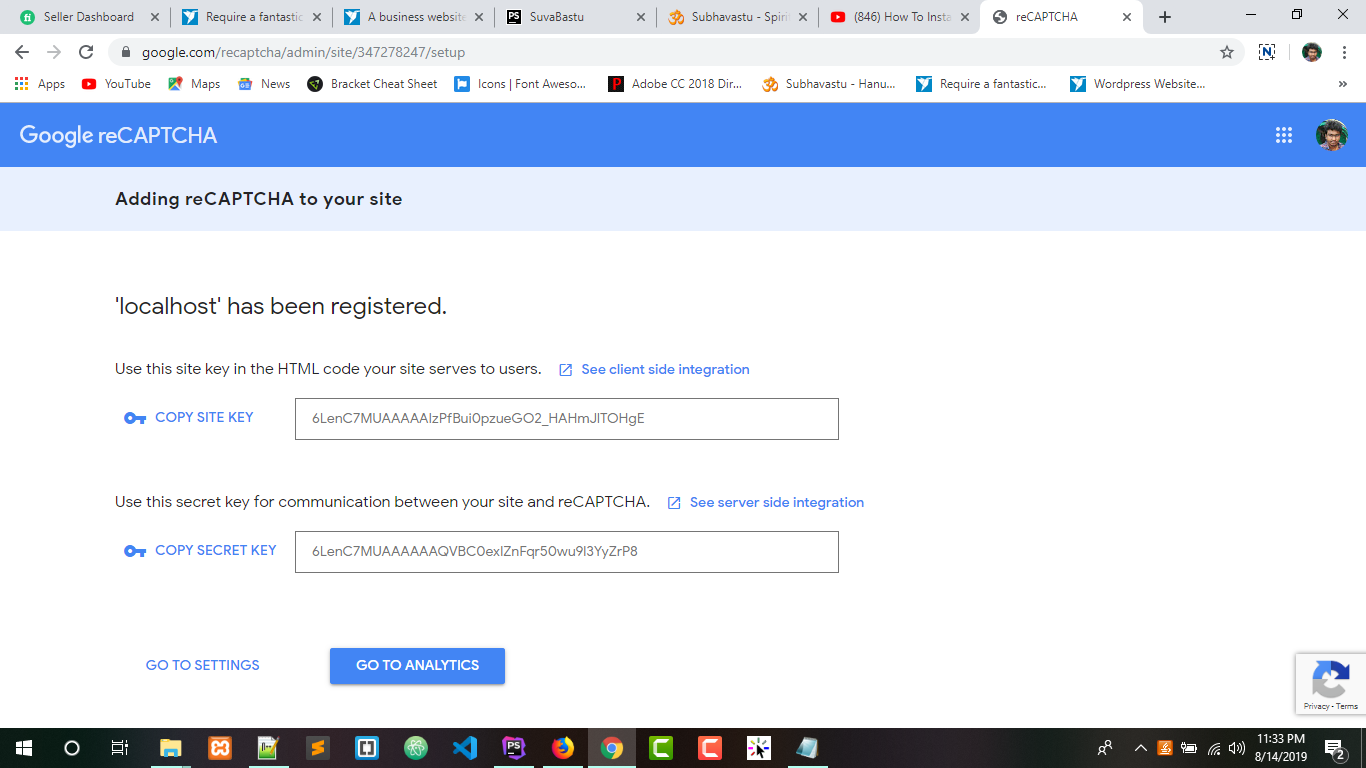 Seller Dashboard
Require a fantastic
A business website
SuvaBastu
Subhavastu - Spiri
(846) How To Insta
reCAPTCHA
google.com/recaptcha/admin/site/347278247/setup
Apps
YouTube
Maps
News
Bracket Cheat Sheet
Icons | Font Aweso...
Adobe CC 2018 Dir...
Subhavastu - Hanu...
Require a fantastic...
Wordpress Website...
»
Google reCAPTCHA
Adding reCAPTCHA to your site
'localhost' has been registered.
Use this site key in the HTML code your site serves to users.
See client side integration
COPY SITE KEY
6LenC7MUAAAAAIzPfBui0pzueGO2_HAHmJlTOHgE
Use this secret key for communication between your site and reCAPTCHA.
See server side integration
COPY SECRET KEY
6LenC7MUAAAAAAQVBC0exIZnFqr50wu9l3YyZrP8
GO TO SETTINGS
GO TO ANALYTICS
Privacy - Terms
11:33 PM
8/14/2019
2